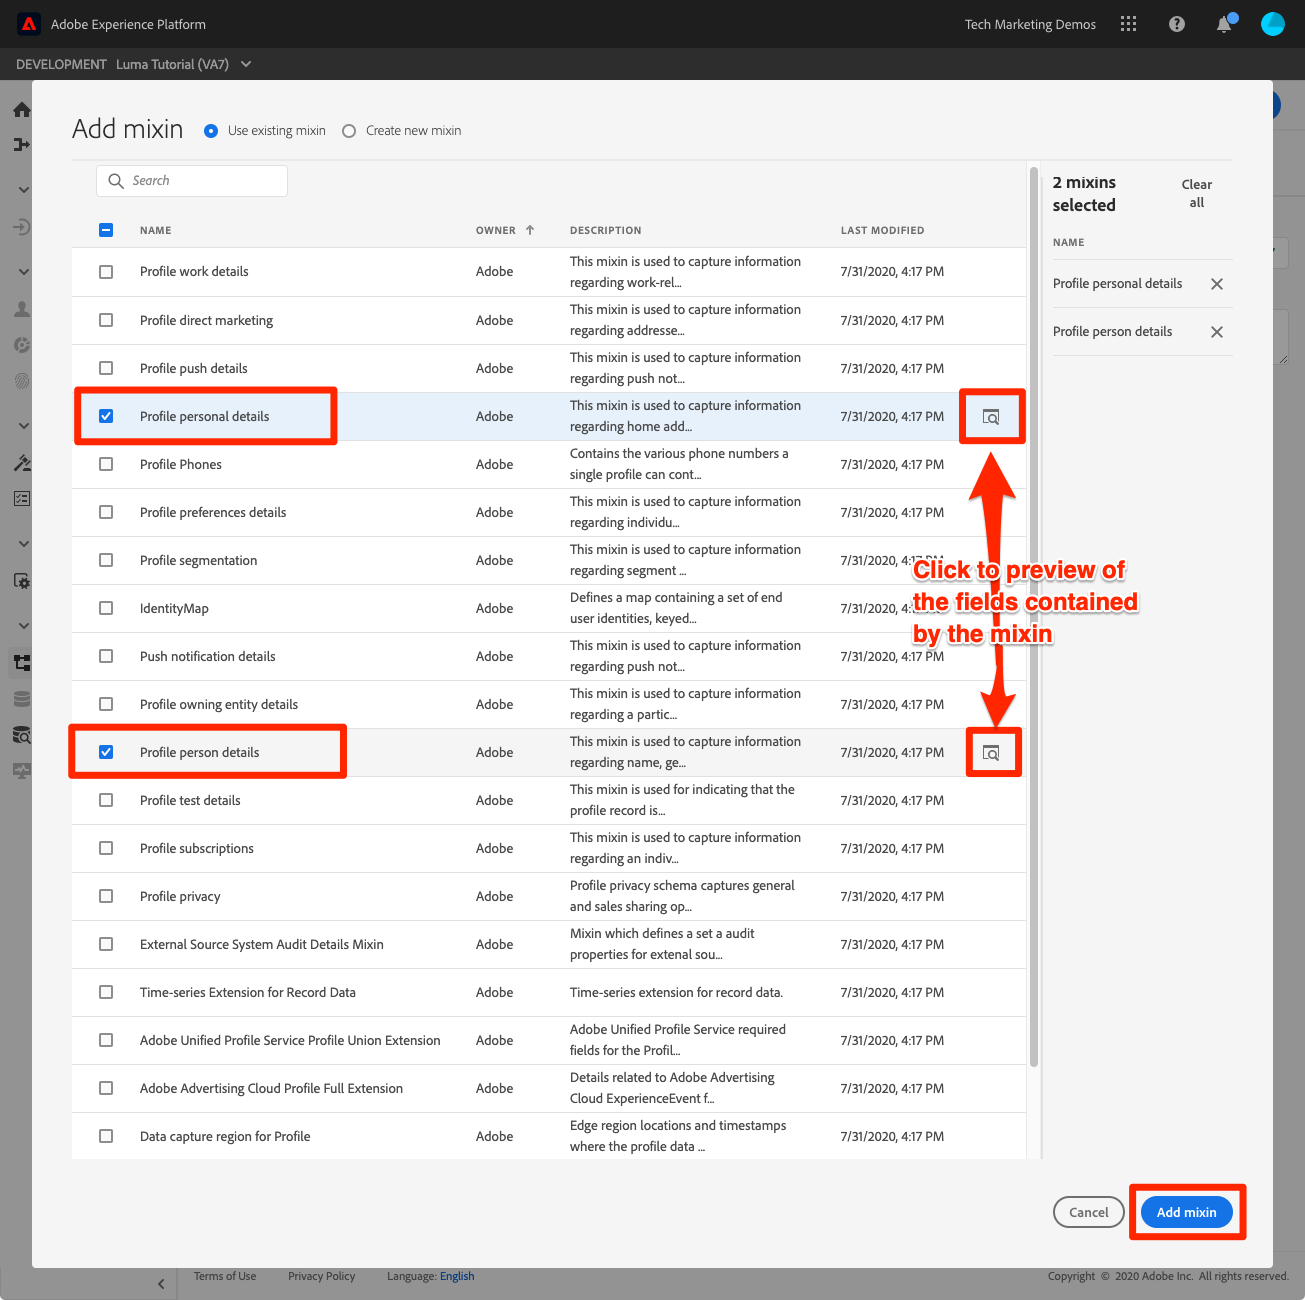 Adobe Experience Platform
Tech Marketing Demos
DEVELOPMENT Luma Tutorial (VA7)
Add mixin
Use existing mixin
Create new mixin
Search
NAME OWNER DESCRIPTION LAST MODIFIED
Profile work details Adobe This mixin is used to capture information 7/31/2020, 4:17 PM
regarding work-rel...
Profile direct marketing Adobe This mixin is used to capture information 7/31/2020, 4:17 PM
regarding addresse...
Profile push details Adobe This mixin is used to capture information 7/31/2020, 4:17 PM
regarding push not...
Profile personal details Adobe This mixin is used to capture information 7/31/2020, 4:17 PM
regarding home add...
Profile Phones Adobe Contains the various phone numbers a 7/31/2020, 4:17 PM
single profile can cont...
Profile preferences details Adobe This mixin is used to capture information 7/31/2020, 4:17 PM
regarding individu...
Profile segmentation Adobe This mixin is used to capture information 7/31/2020, 4:17 PM
regarding segment ...
IdentityMap Adobe Defines a map containing a set of end 7/31/2020,
user identities, keyed...
Push notification details Adobe This mixin is used to capture information 7/31/2020, 4:17 PM
regarding push not...
Profile owning entity details Adobe This mixin is used to capture information 7/31/2020, 4:17 PM
regarding a partic...
Profile person details Adobe This mixin is used to capture information 7/31/2020, 4:17 PM
regarding name, ge...
Profile test details Adobe This mixin is used for indicating that the 7/31/2020, 4:17 PM
profile record is...
Profile subscriptions Adobe This mixin is used to capture information 7/31/2020, 4:17 PM
regarding an indiv...
Profile privacy Adobe Profile privacy schema captures general 7/31/2020, 4:17 PM
and sales sharing op...
External Source System Audit Details Mixin Adobe Mixin which defines a set a audit 7/31/2020, 4:17 PM
properties for extenal sou...
Time-series Extension for Record Data Adobe Time-series extension for record data. 7/31/2020, 4:17 PM
Adobe Unified Profile Service Profile Union Extension Adobe Adobe Unified Profile Service required 7/31/2020, 4:17 PM
fields for the Profil...
Adobe Advertising Cloud Profile Full Extension Adobe Details related to Adobe Advertising 7/31/2020, 4:17 PM
Cloud ExperienceEvent f...
Data capture region for Profile Adobe Edge region locations and timestamps 7/31/2020, 4:17 PM
where the profile data ...
Click to preview of
the fields contained
by the mixin
2 mixins
selected
Clear
all
NAME
Profile personal details
Profile person details
Cancel
Add mixin
Terms of Use Privacy Policy Language: English
Copyright © 2020 Adobe Inc. All rights reserved.